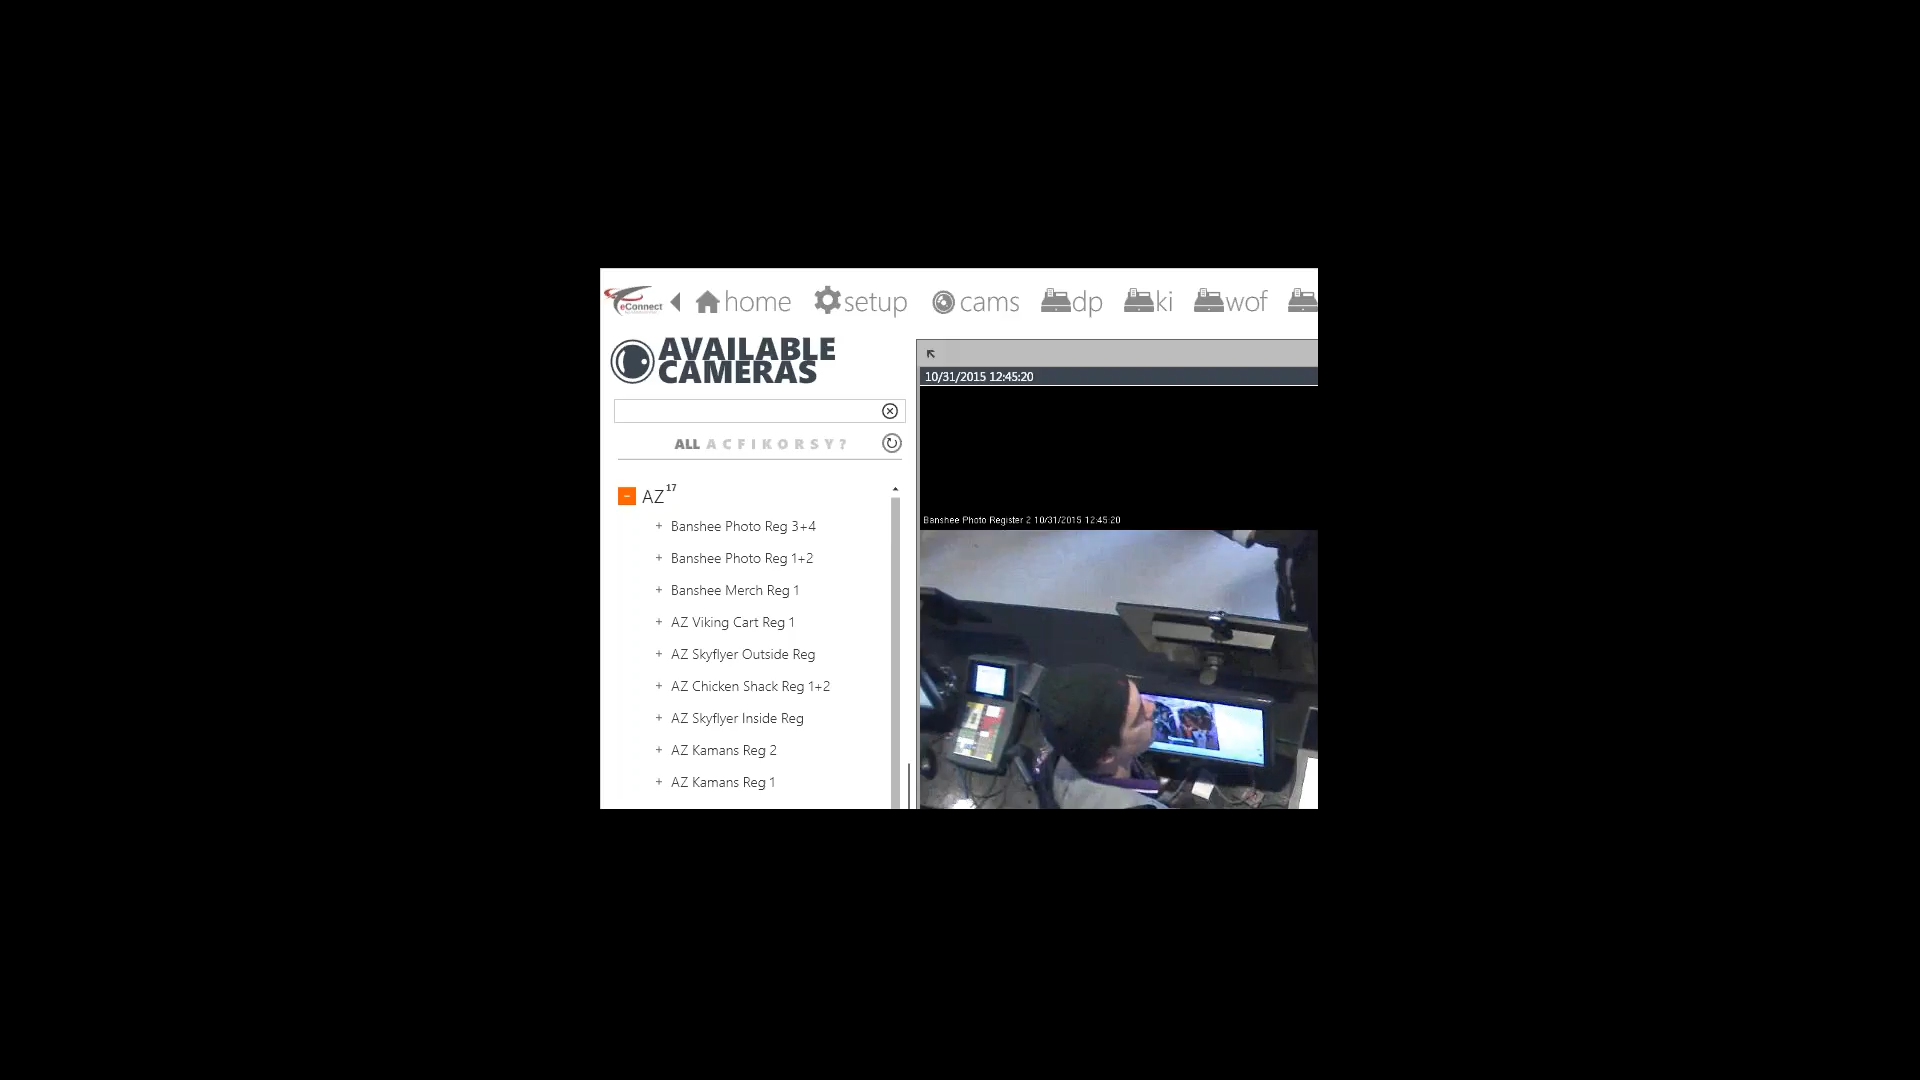 eConnect
home setup cams dp ki wof
AVAILABLE
CAMERAS
10/31/2015 12:45:20
ALL A C F I K O R S Y ?
Banshee Photo Register 2 10/31/2015 12:45:20
- AZ 17
+ Banshee Photo Reg 3+4
+ Banshee Photo Reg 1+2
+ Banshee Merch Reg 1
+ AZ Viking Cart Reg 1
+ AZ Skyflyer Outside Reg
+ AZ Chicken Shack Reg 1+2
+ AZ Skyflyer Inside Reg
+ AZ Kamans Reg 2
+ AZ Kamans Reg 1